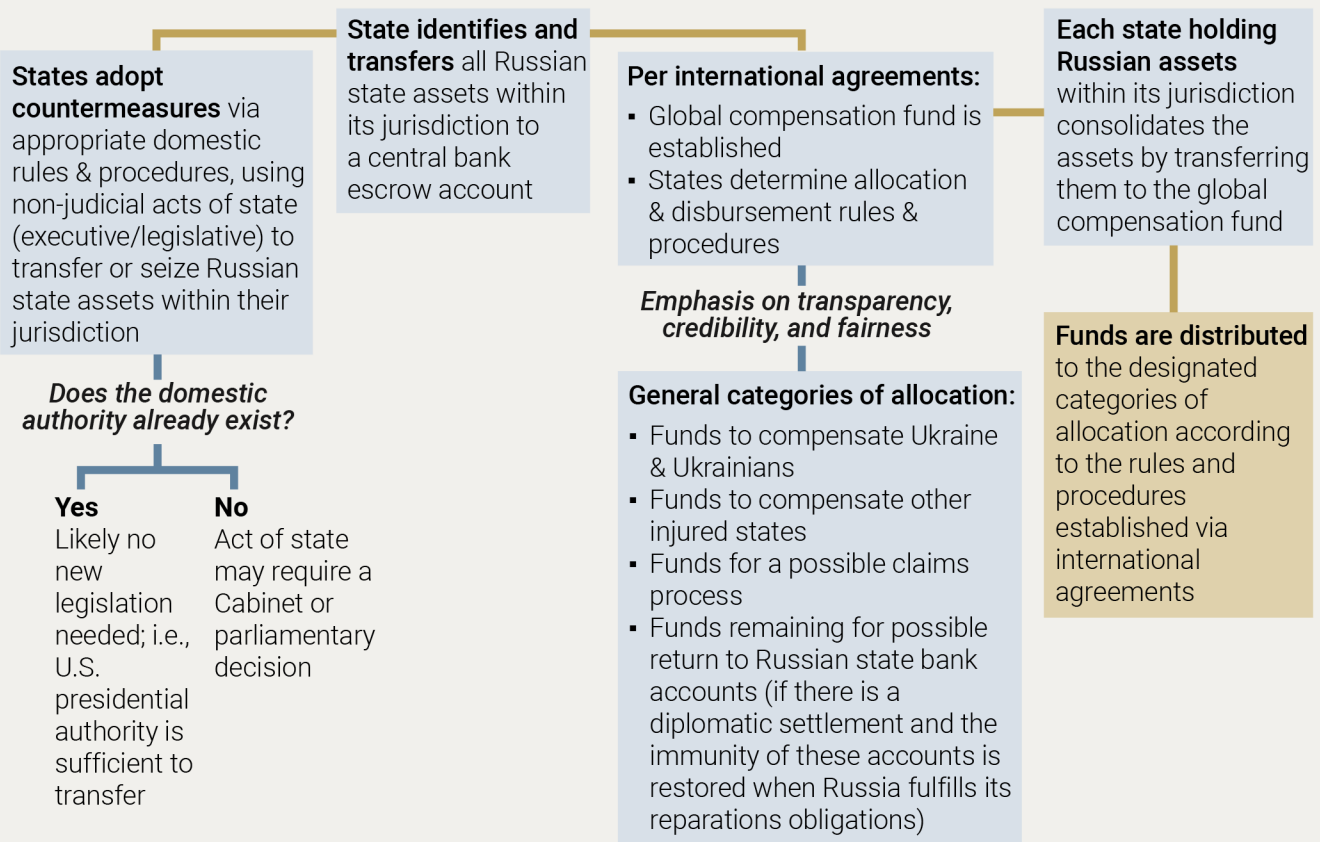 States adopt
countermeasures via
appropriate domestic
rules & procedures, using
non-judicial acts of state
(executive/legislative) to
transfer or seize Russian
state assets within their
jurisdiction
Does the domestic
authority already exist?
Yes
Likely no
new
legislation
needed; i.e.,
U.S.
presidential
authority is
sufficient to
transfer
No
Act of state
may require a
Cabinet or
parliamentary
decision
State identifies and
transfers all Russian
state assets within
its jurisdiction to
a central bank
escrow account
Per international agreements:
▪ Global compensation fund is
established
▪ States determine allocation
& disbursement rules &
procedures
Emphasis on transparency,
credibility, and fairness
General categories of allocation:
▪ Funds to compensate Ukraine
& Ukrainians
▪ Funds to compensate other
injured states
▪ Funds for a possible claims
process
▪ Funds remaining for possible
return to Russian state bank
accounts (if there is a
diplomatic settlement and the
immunity of these accounts is
restored when Russia fulfills its
reparations obligations)
Each state holding
Russian assets
within its jurisdiction
consolidates the
assets by transferring
them to the global
compensation fund
Funds are distributed
to the designated
categories of
allocation according
to the rules and
procedures
established via
international
agreements